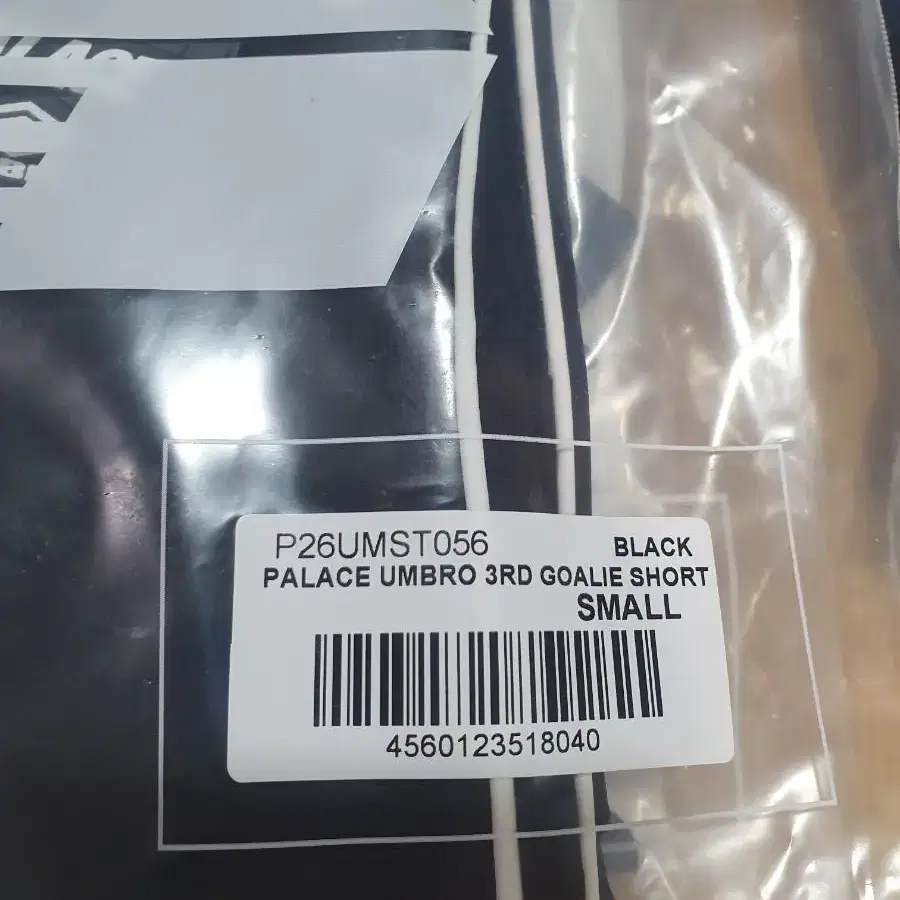 P26UMST056 BLACK
PALACE UMBRO 3RD GOALIE SHORT
SMALL
4560123518040